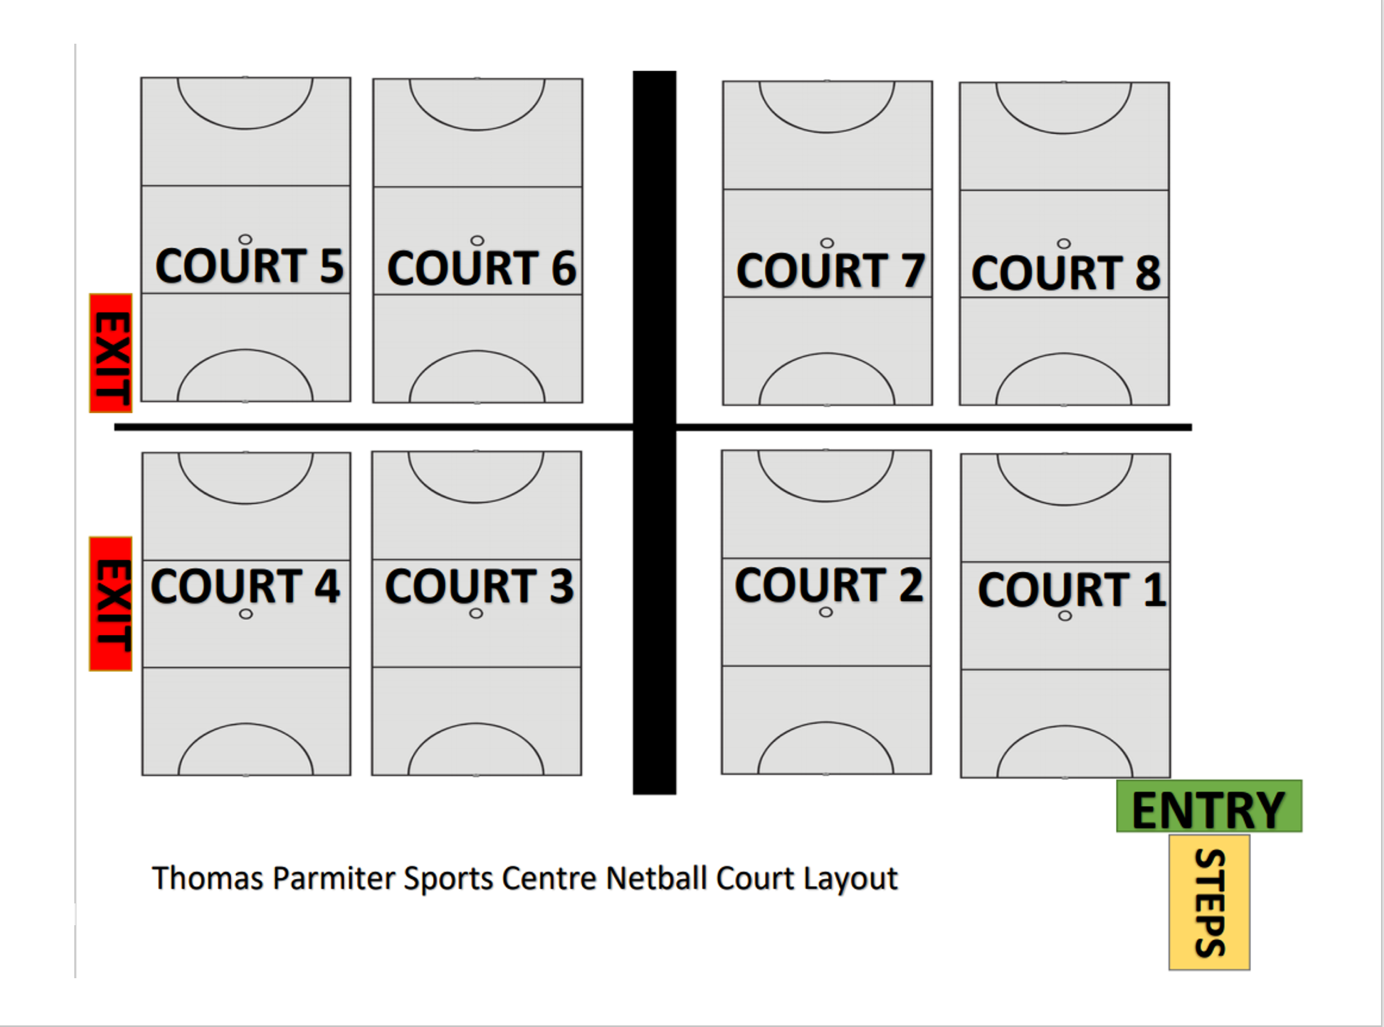 COURT 5
COURT 6
COURT 7
COURT 8
EXIT
COURT 4
COURT 3
COURT 2
COURT 1
EXIT
ENTRY
STEPS
Thomas Parmiter Sports Centre Netball Court Layout